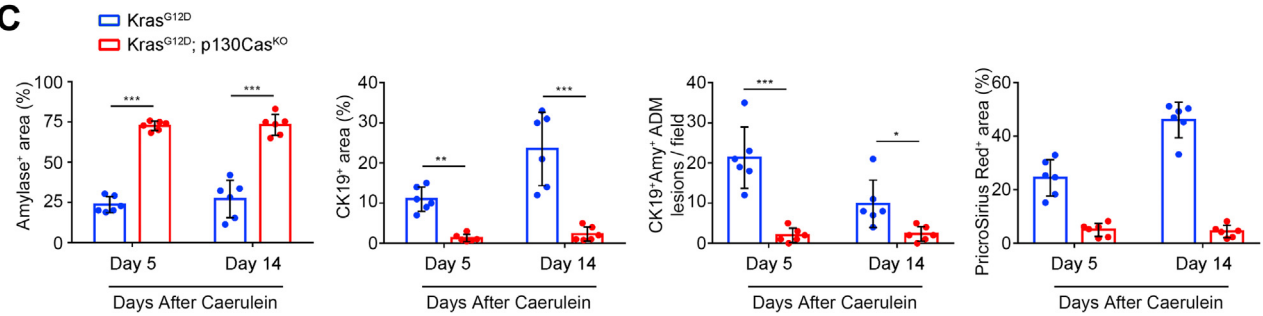 C
Kras^G12D
Kras^G12D; p130Cas^KO
Amylase⁺ area (%)
100
75
50
25
0
***
***
Day 5
Day 14
Days After Caerulein
CK19⁺ area (%)
40
30
20
10
0
**
***
Day 5
Day 14
Days After Caerulein
CK19⁺Amy⁺ ADM
lesions / field
40
30
20
10
0
***
*
Day 5
Day 14
Days After Caerulein
PricroSirius Red⁺ area (%)
60
40
20
0
Day 5
Day 14
Days After Caerulein